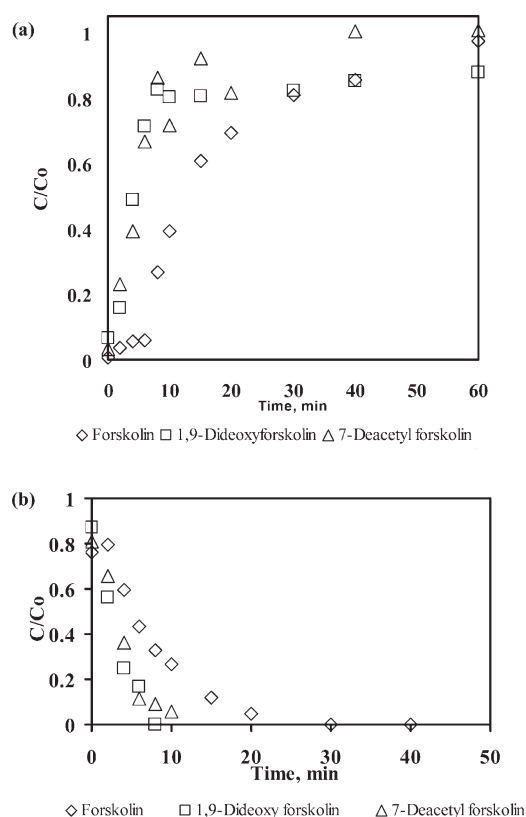 (a)
1
0.8
0.6
C/Co
0.4
0.2
0
0 10 20 30 40 50 60
Time, min
◇ Forskolin □ 1,9-Dideoxyforskolin △ 7-Deacetyl forskolin
(b)
1
0.8
0.6
C/Co
0.4
0.2
0
0 10 20 30 40 50
Time, min
◇ Forskolin □ 1,9-Dideoxy forskolin △ 7-Deacetyl forskolin